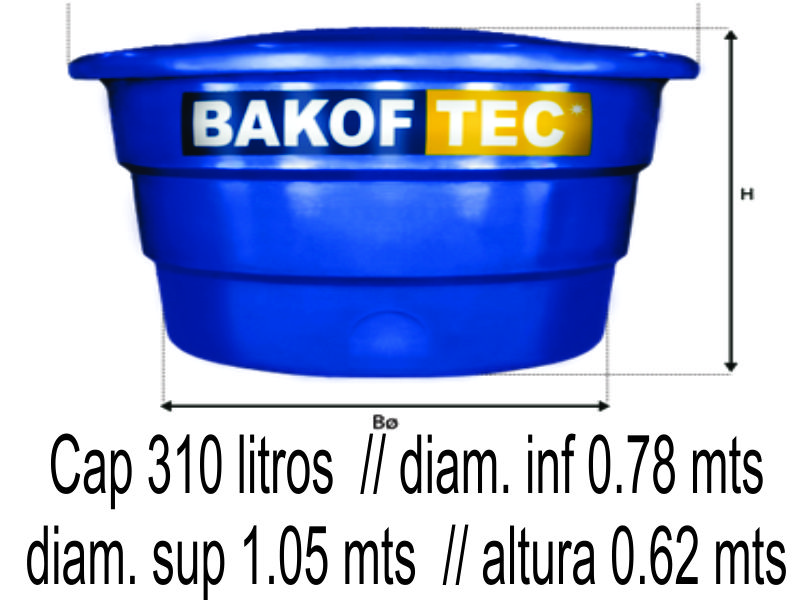 BAKOF TEC
H
Bø
Cap 310 litros // diam. inf 0.78 mts
diam. sup 1.05 mts // altura 0.62 mts